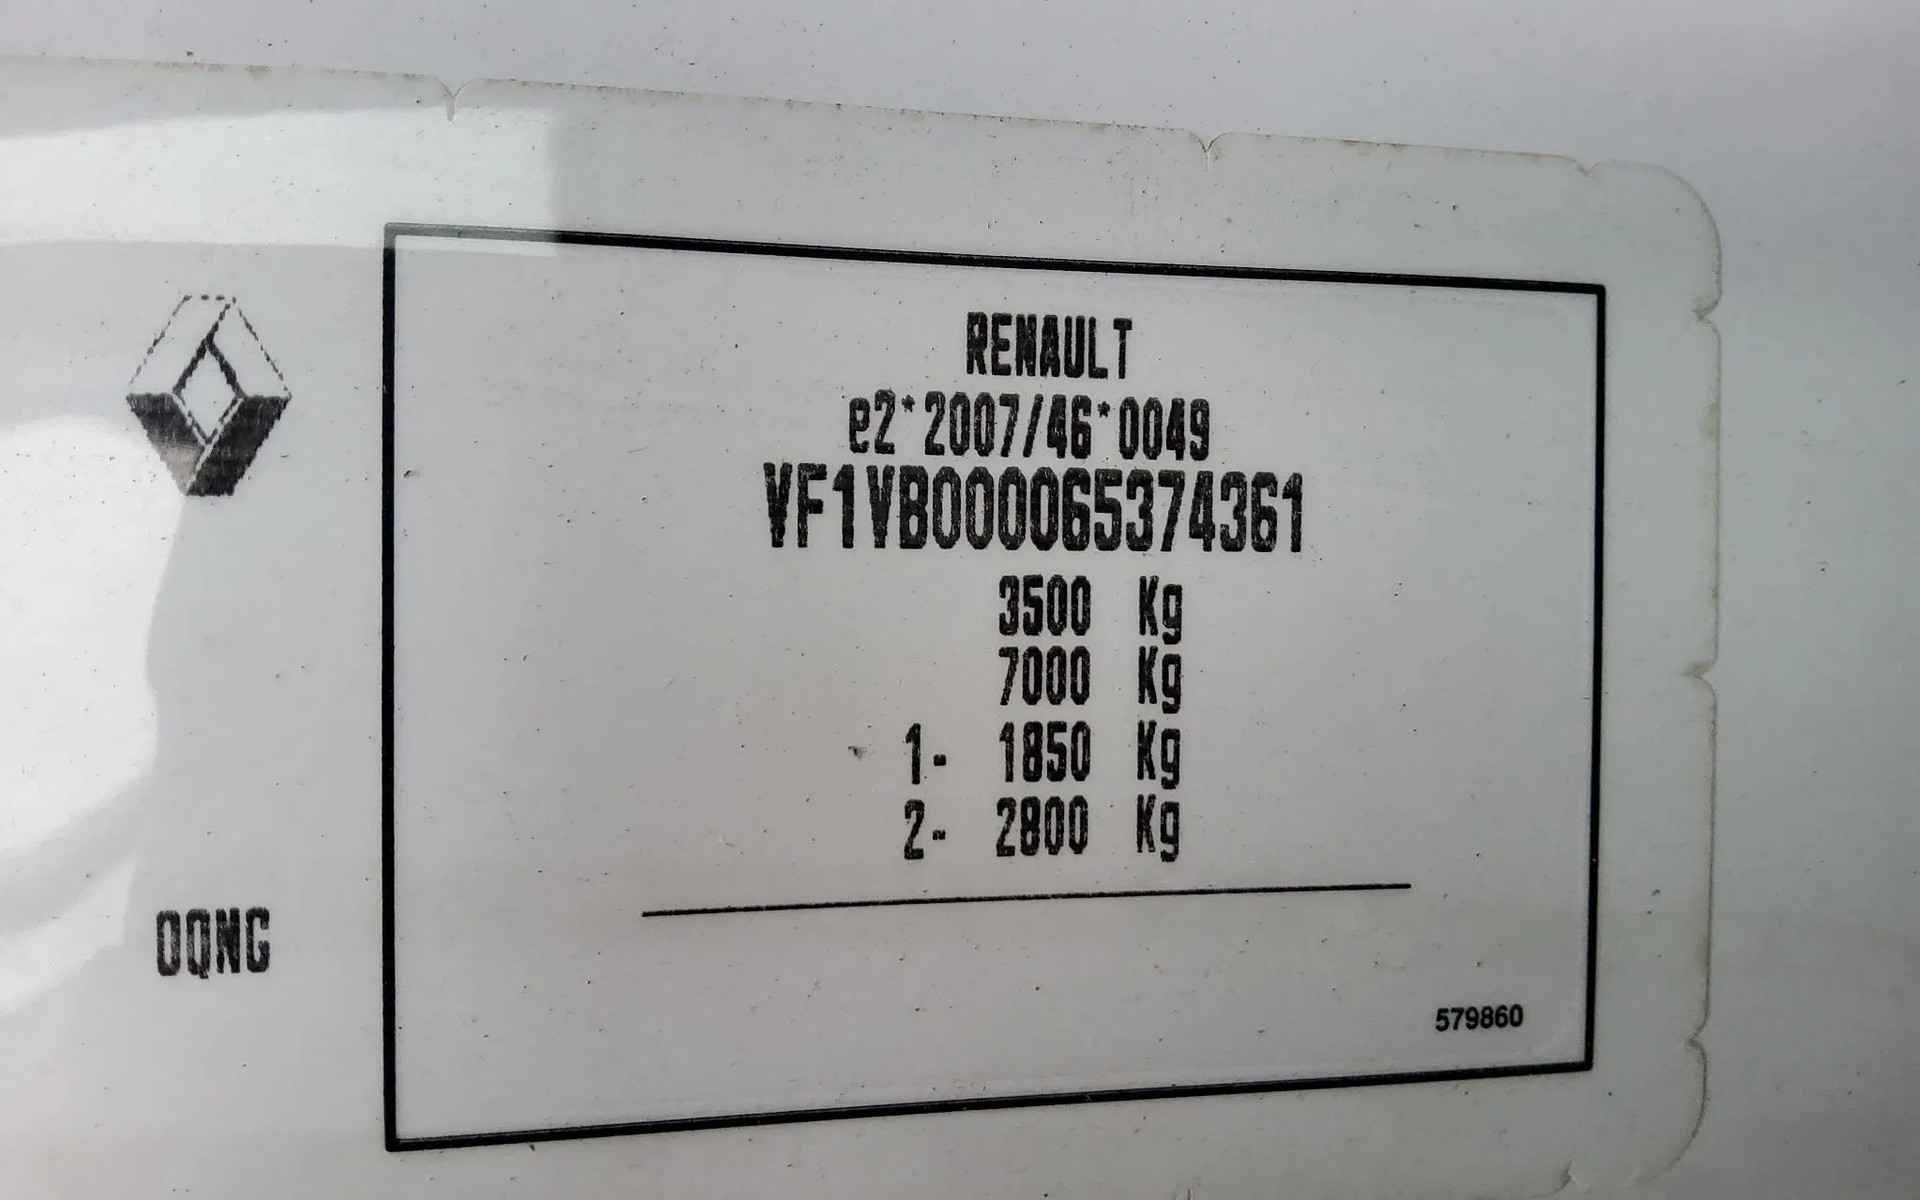 RENAULT
e2*2007/46*0049
VF1VB000065374361
3500 Kg
7000 Kg
1- 1850 Kg
2- 2800 Kg
OQNG
579860